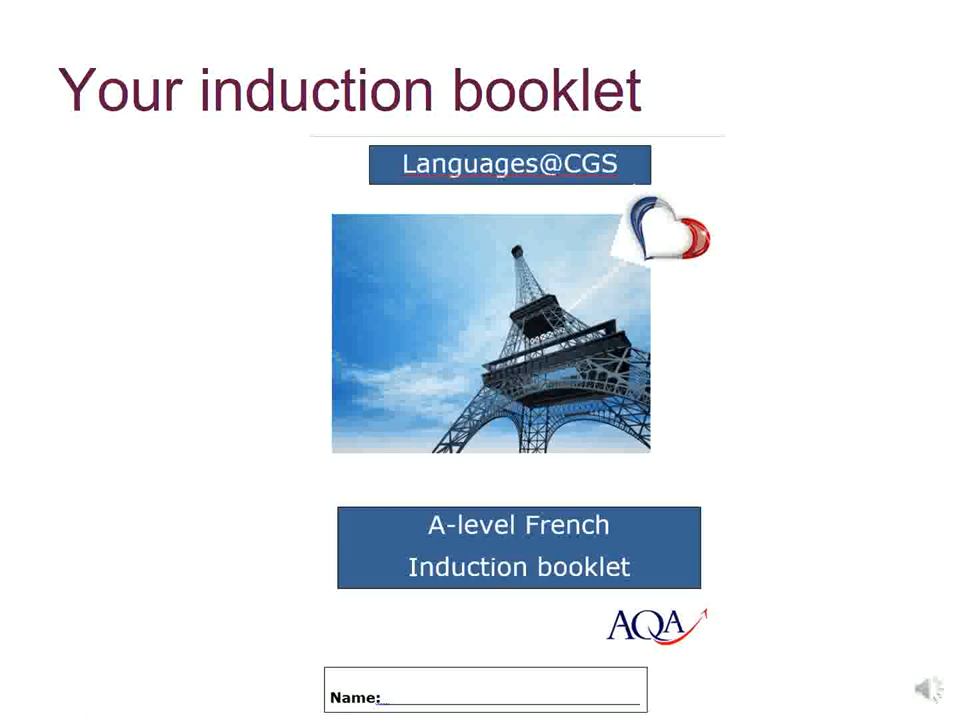 Your induction booklet
Languages@CGS
A-level French
Induction booklet
AQA
Name: